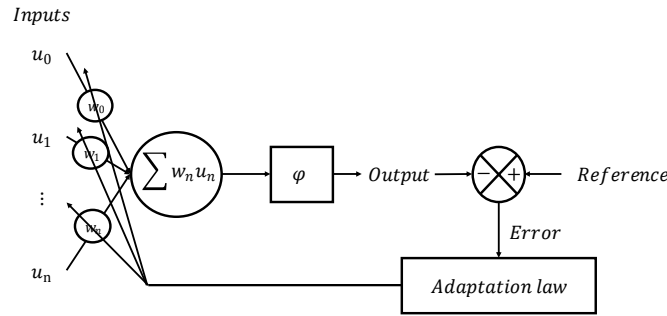 Inputs
u₀
w₀
u₁
w₁
∑ wₙuₙ
φ
Output
− +
Reference
⋮
wₙ
Error
uₙ
Adaptation law